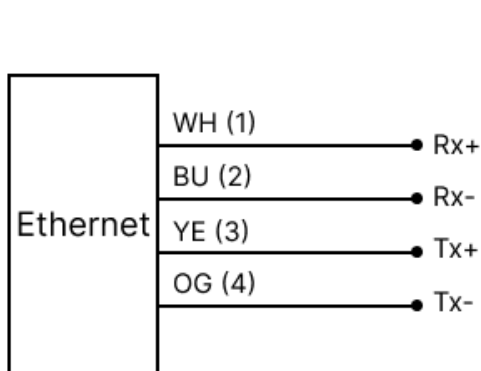 WH (1)
Rx+
BU (2)
Rx-
Ethernet
YE (3)
Tx+
OG (4)
Tx-